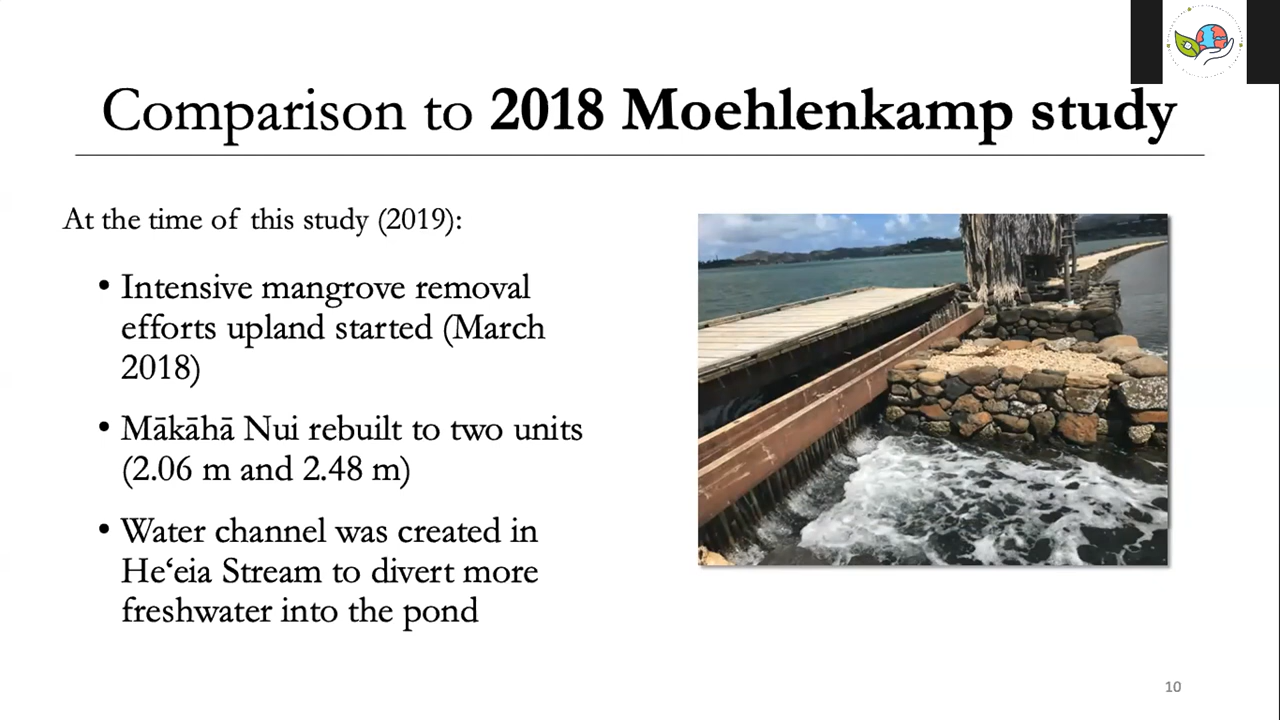 Comparison to 2018 Moehlenkamp study
At the time of this study (2019):
• Intensive mangrove removal
efforts upland started (March
2018)
• Mākāhā Nui rebuilt to two units
(2.06 m and 2.48 m)
• Water channel was created in
Heʻeia Stream to divert more
freshwater into the pond
10